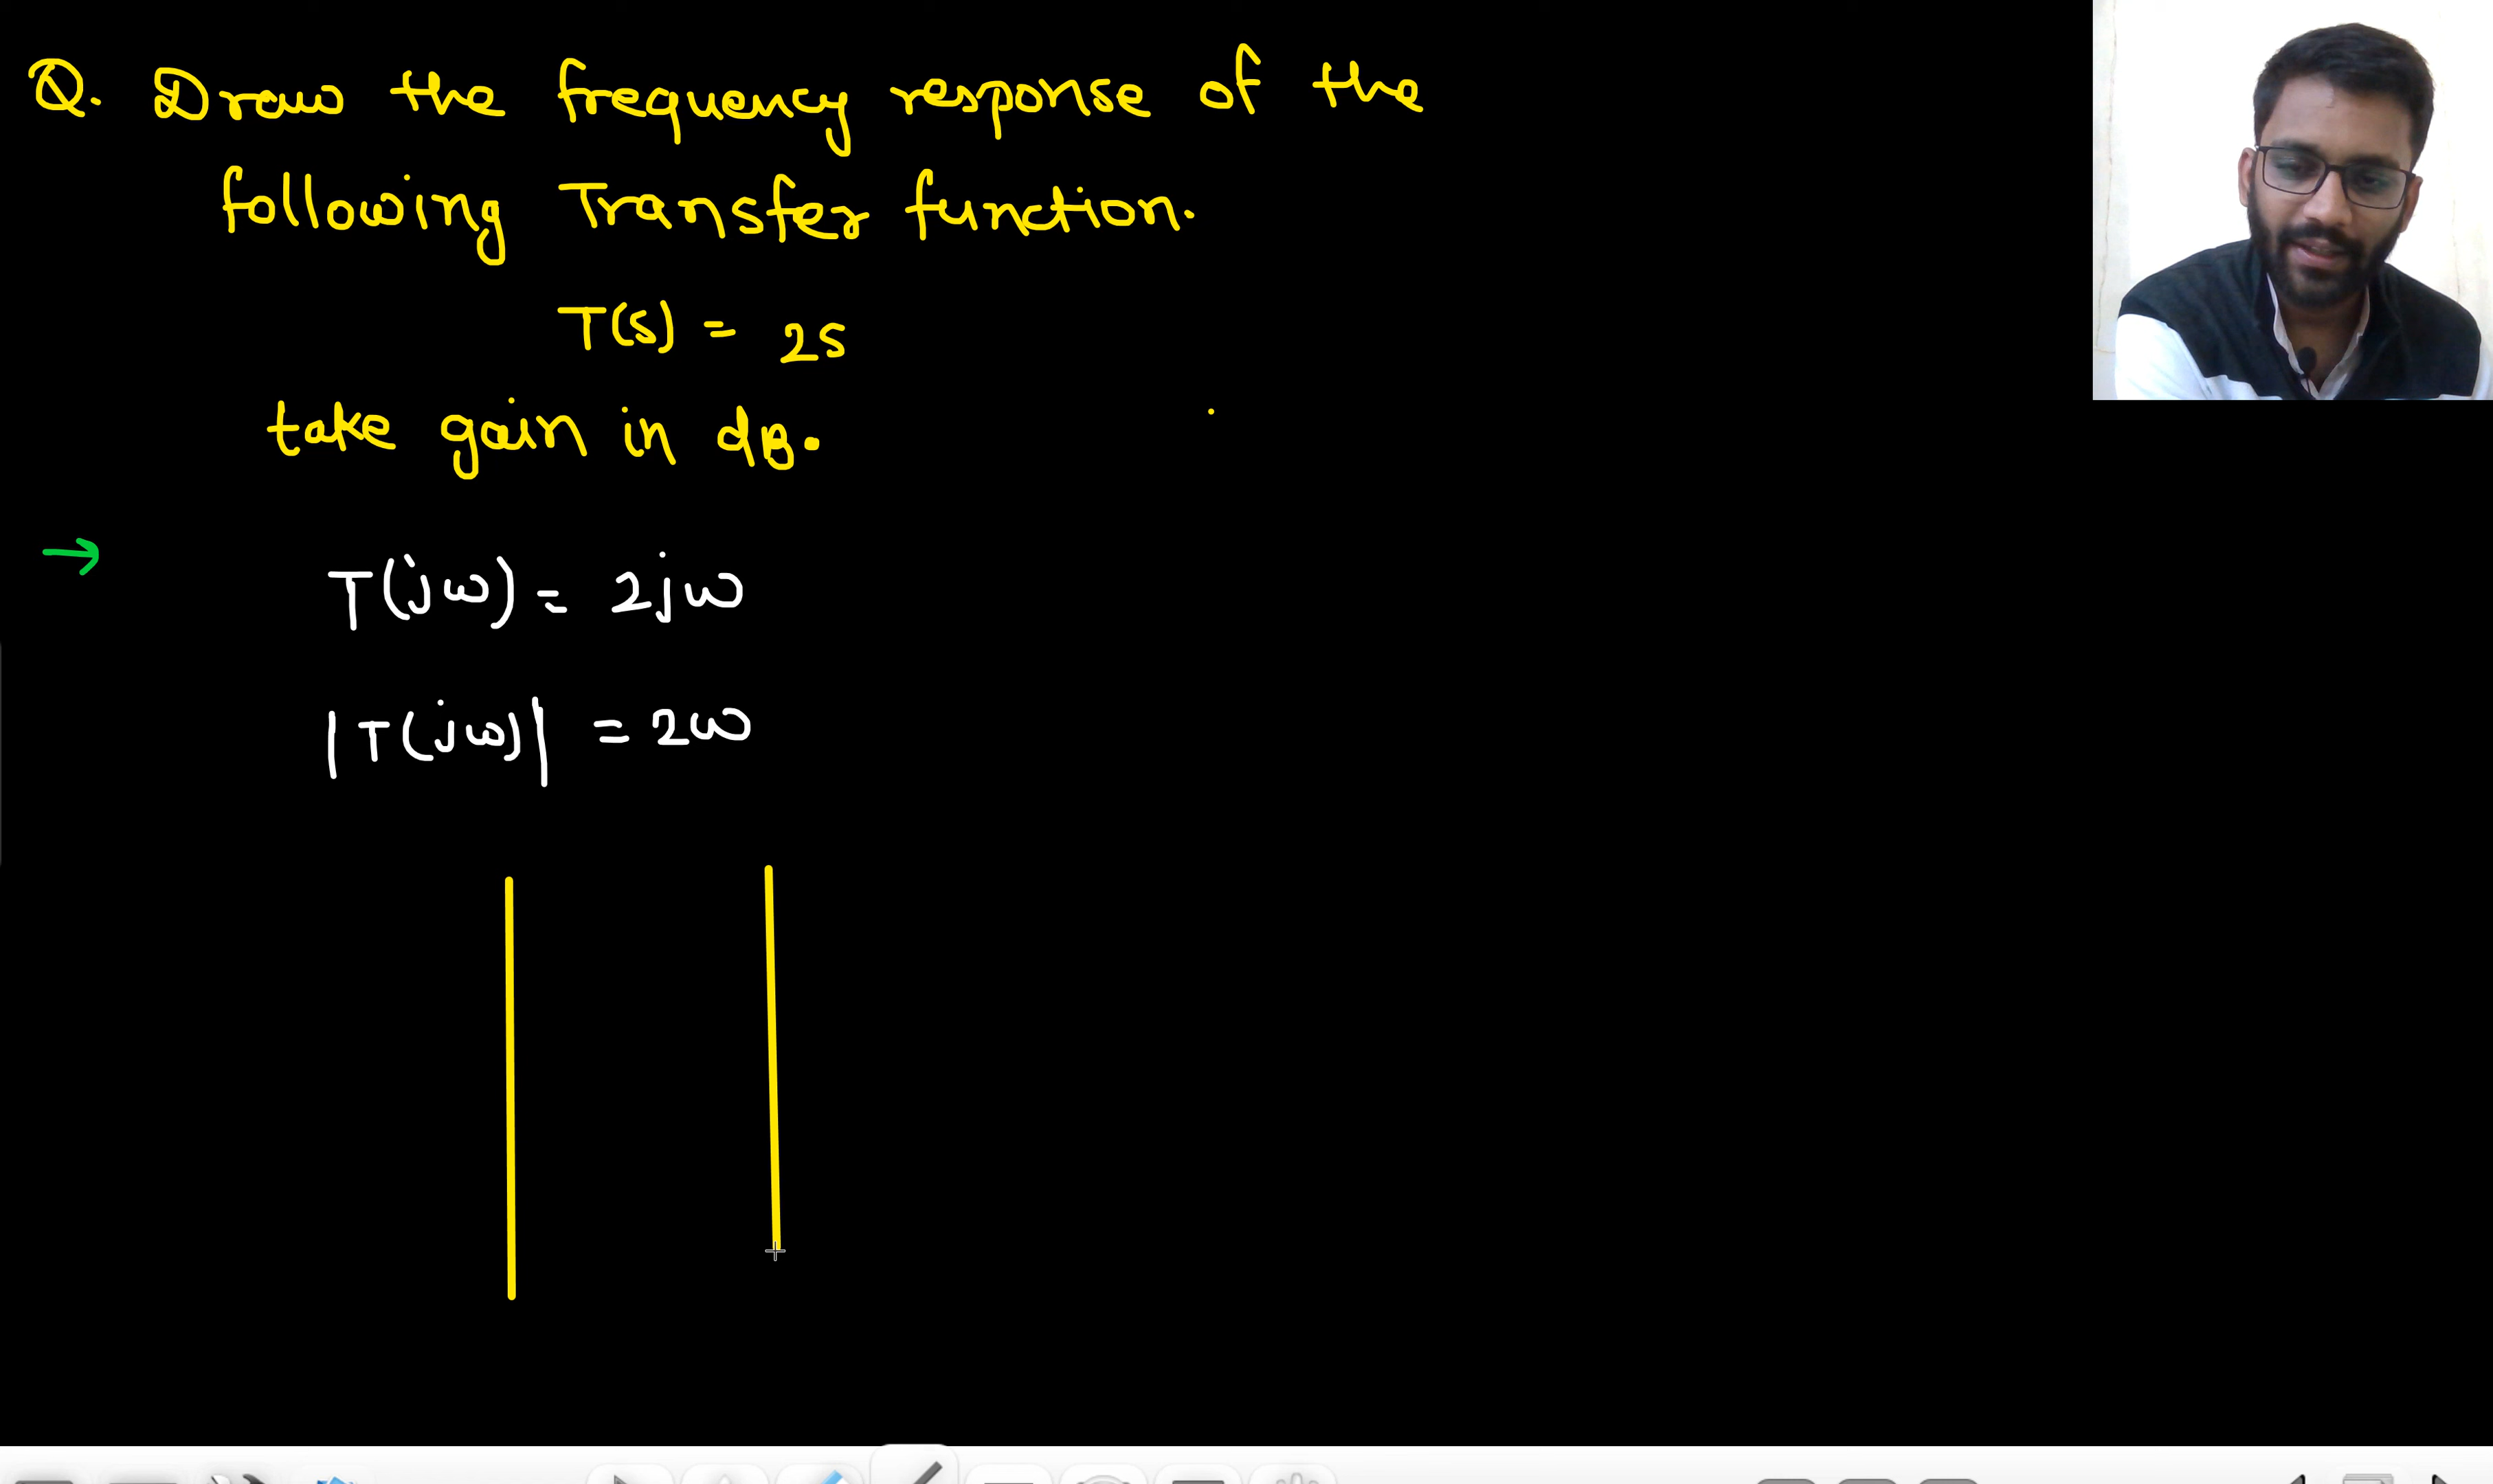 Q. Draw the frequency response of the
following Transfer function.
T(s) = 2s
take gain in dB.
→ T(jω) = 2jω
|T(jω)| = 2ω